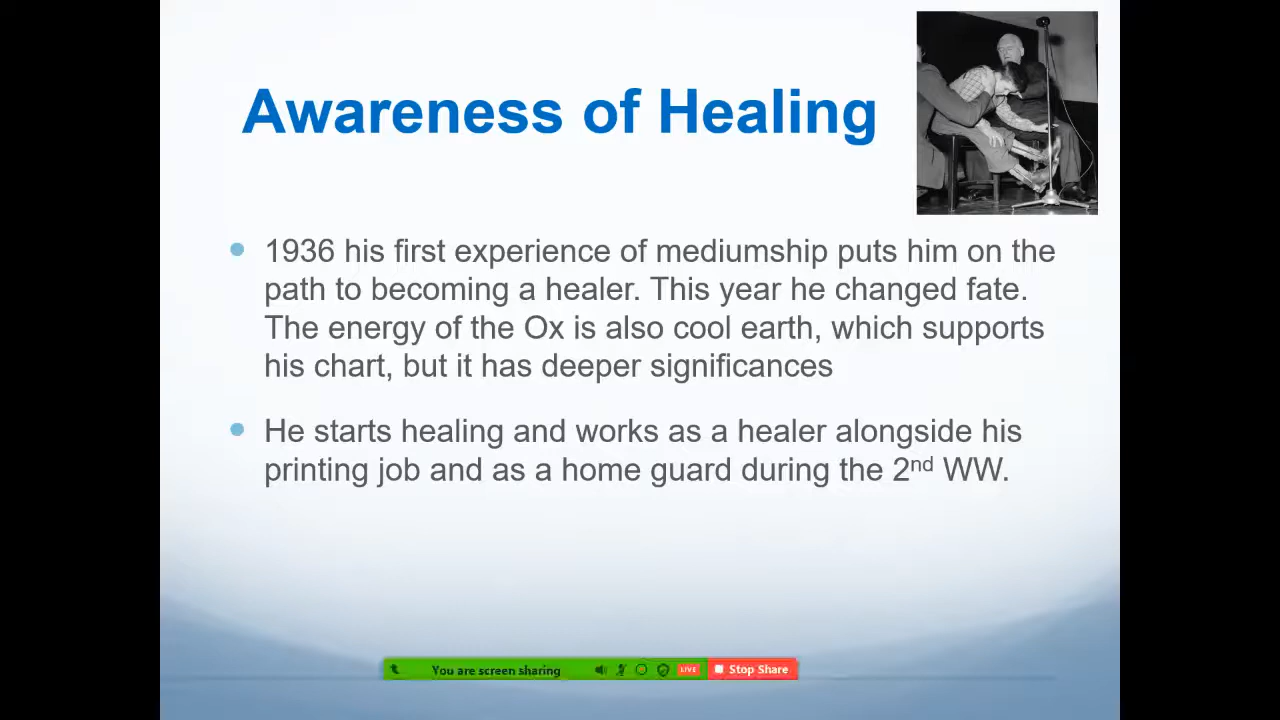 Awareness of Healing
1936 his first experience of mediumship puts him on the
path to becoming a healer. This year he changed fate.
The energy of the Ox is also cool earth, which supports
his chart, but it has deeper significances
He starts healing and works as a healer alongside his
printing job and as a home guard during the 2nd WW.
You are screen sharing LIVE Stop Share